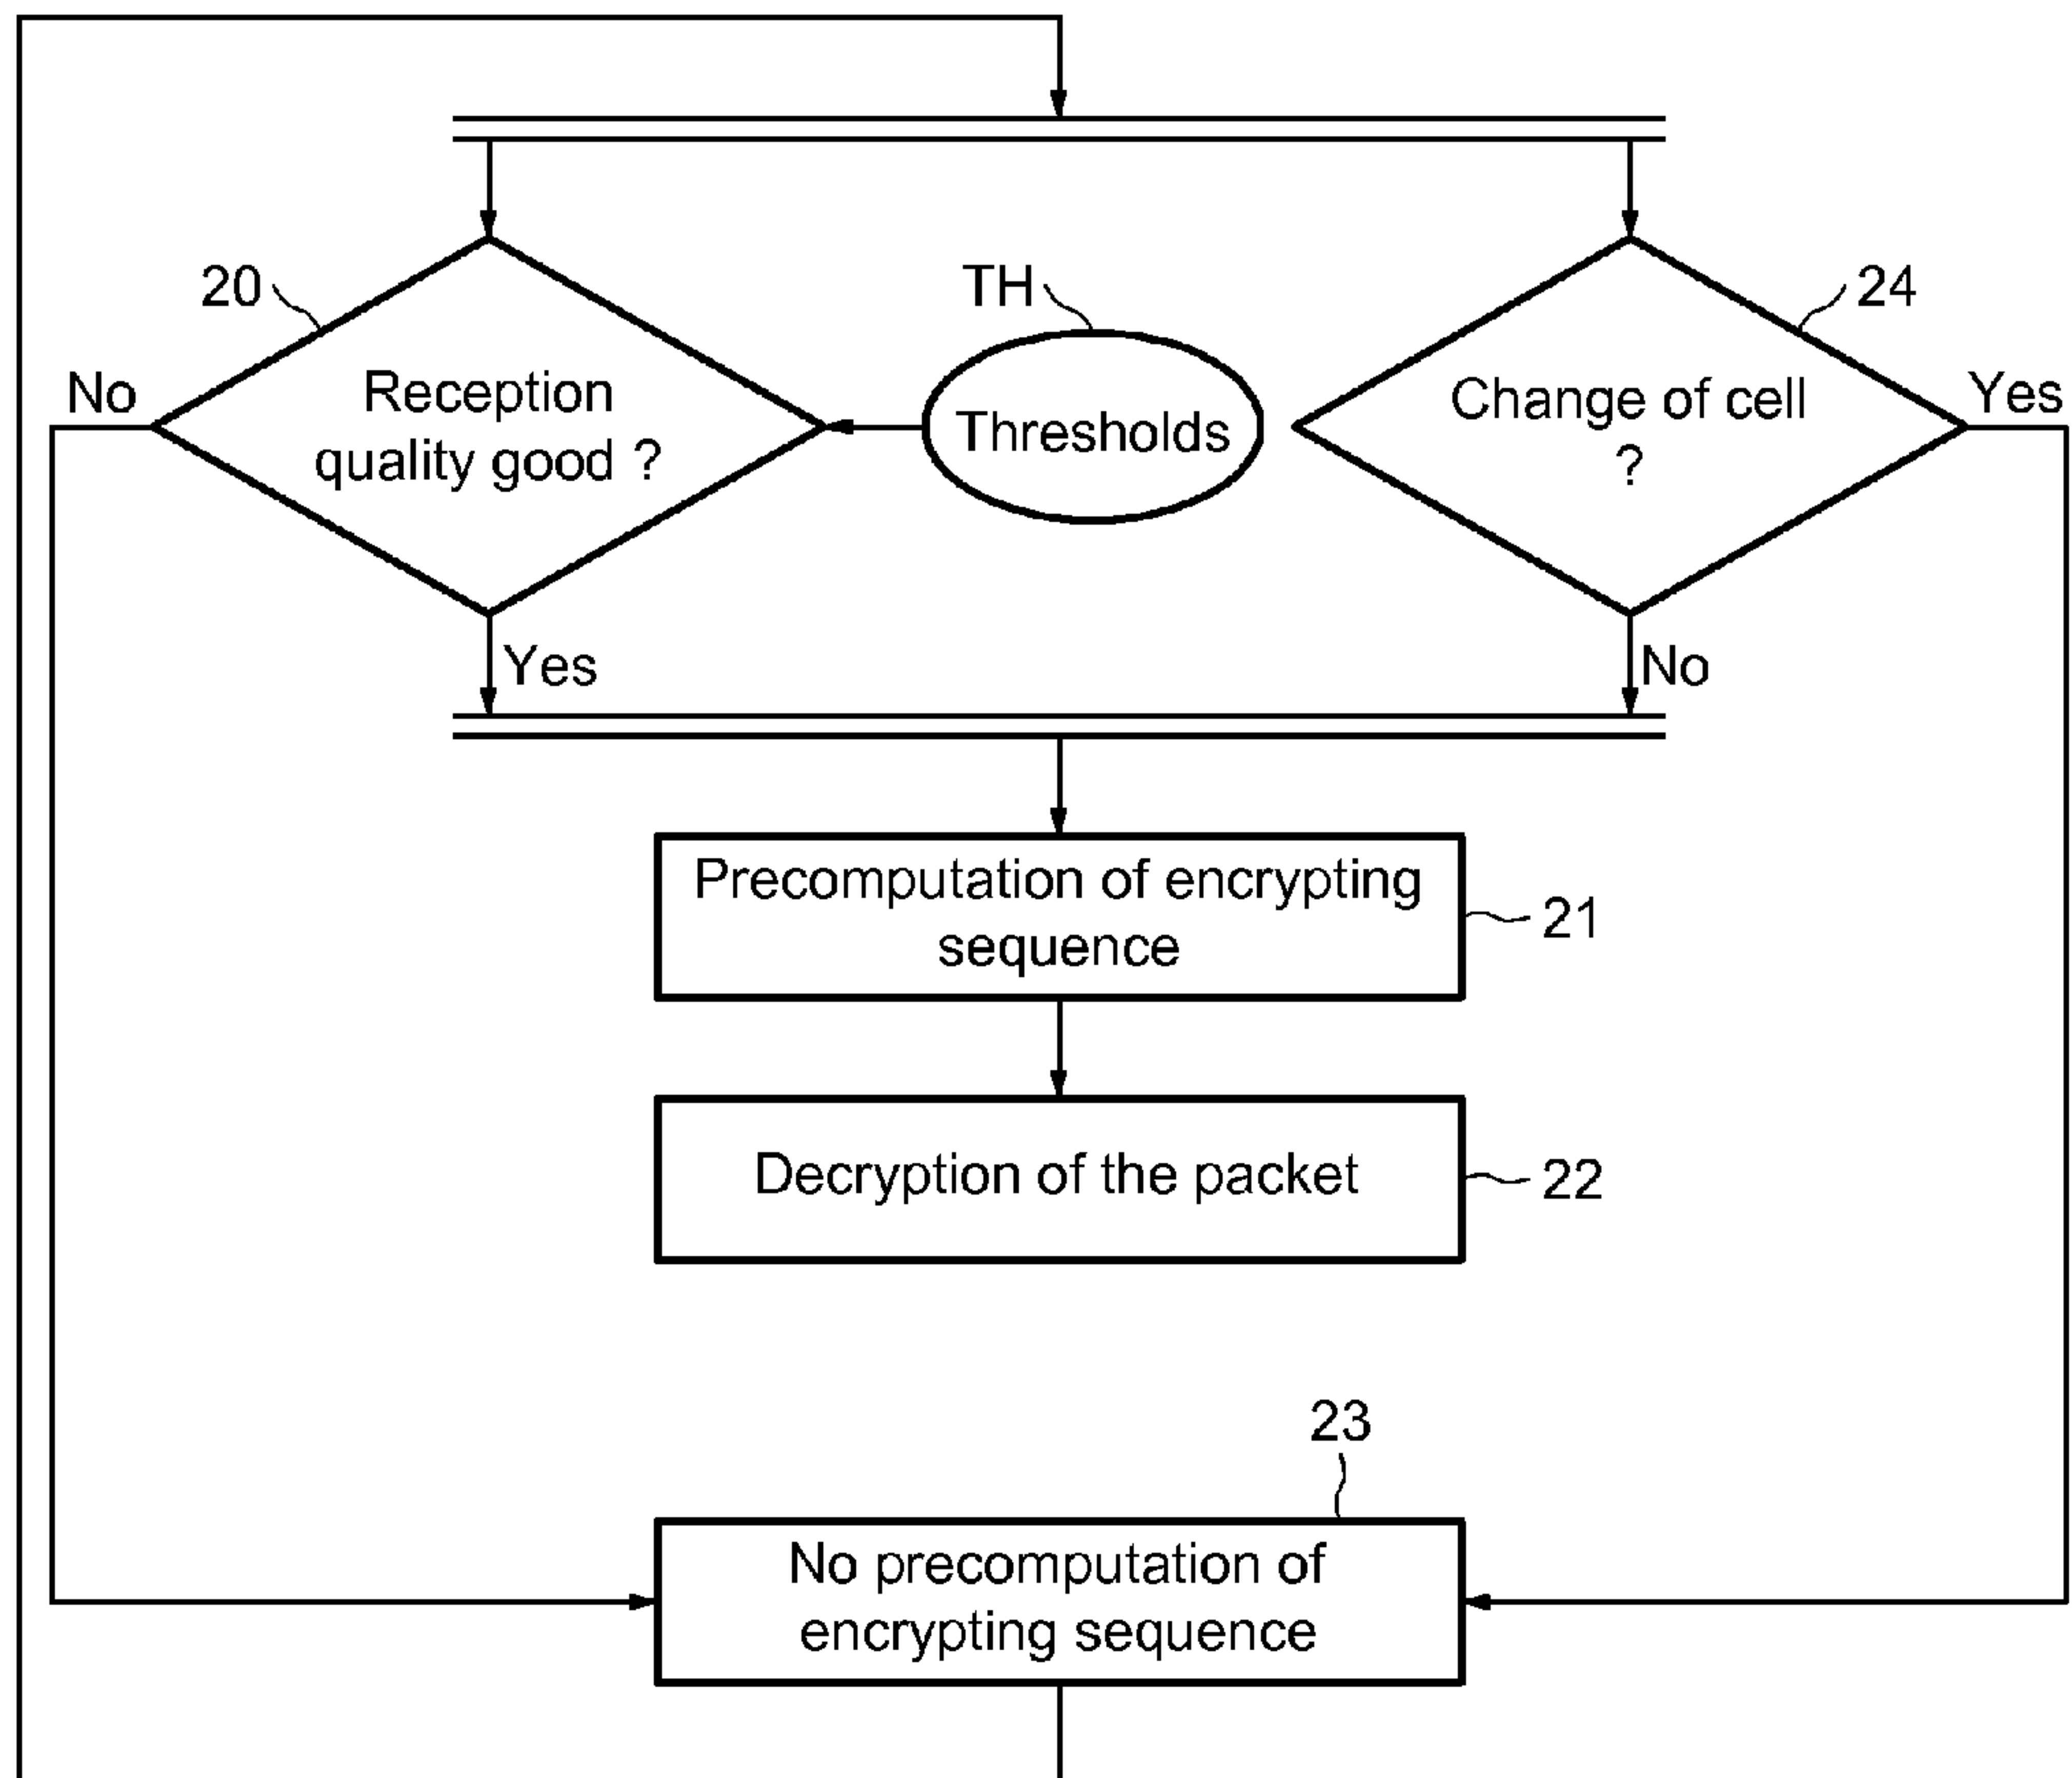 20
TH
24
No
Reception
quality good ?
Thresholds
Change of cell
?
Yes
Yes
No
Precomputation of encrypting
sequence
21
Decryption of the packet
22
23
No precomputation of
encrypting sequence